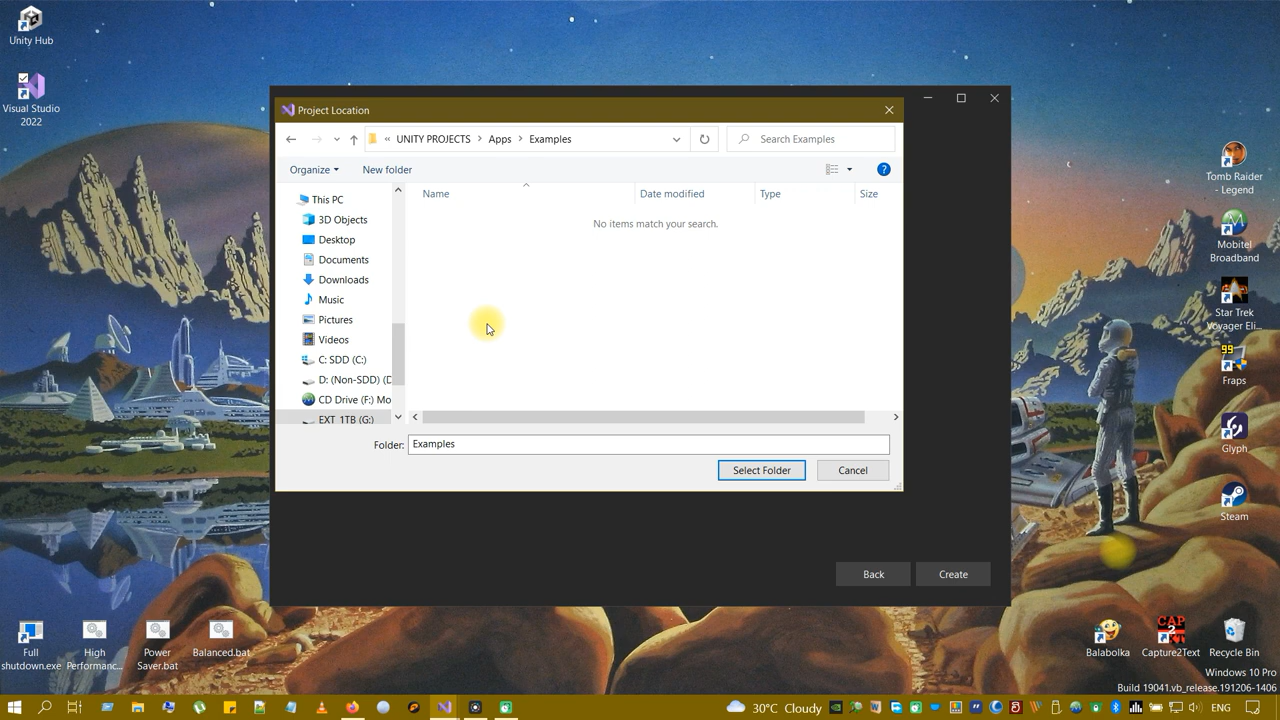 Unity Hub
Visual Studio
2022
Project Location
«
UNITY PROJECTS
Apps
Examples
Search Examples
Organize
New folder
?
This PC
3D Objects
Desktop
Documents
Downloads
Music
Pictures
Videos
C: SDD (C:)
D: (Non-SDD) (D
CD Drive (F:) Mo
EXT_1TB (G:)
Name
Date modified
Type
Size
No items match your search.
Folder:
Examples
Select Folder
Cancel
Back
Create
Tomb Raider
- Legend
Mobitel
Broadband
Star Trek
Voyager Eli...
99
Fraps
Glyph
Steam
Full
shutdown.exe
High
Performanc...
Power
Saver.bat
Balanced.bat
Balabolka
CAP
2
Capture2Text
Recycle Bin
Windows 10 Pro
Build 19041.vb_release.191206-1406
30°C Cloudy
ENG